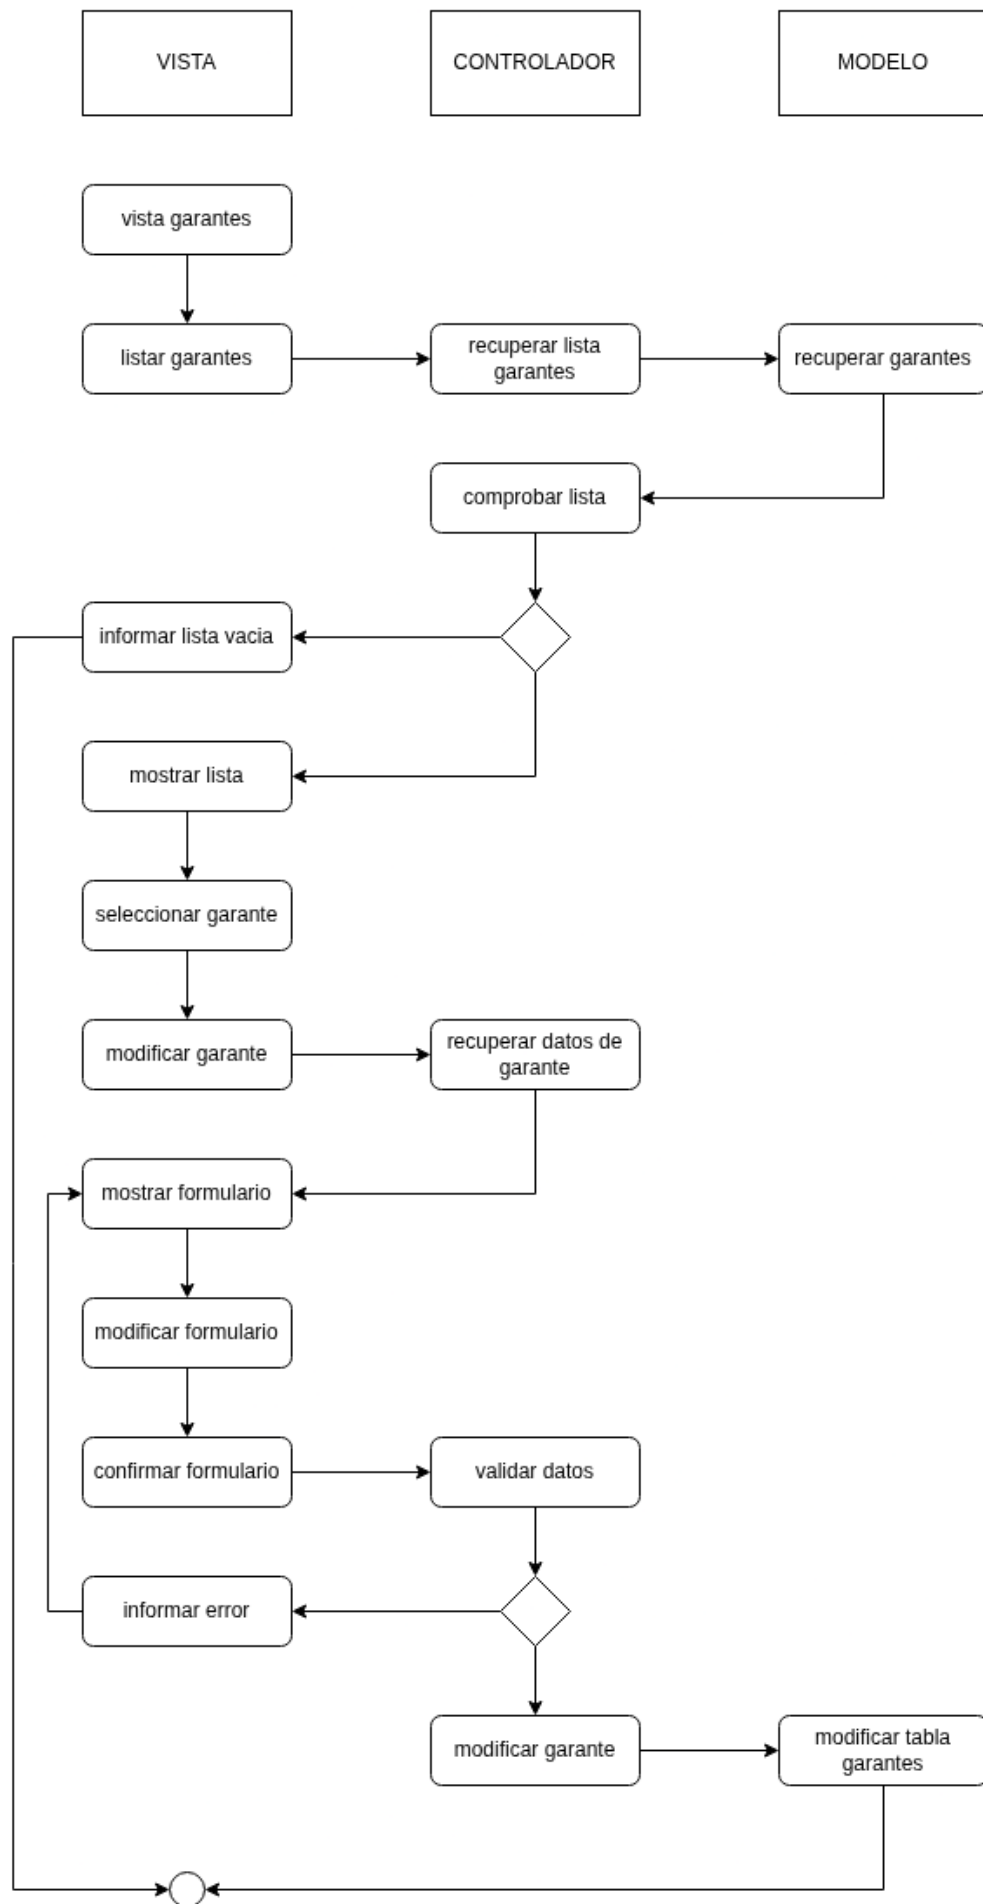 VISTA
CONTROLADOR
MODELO
vista garantes
listar garantes
recuperar lista
garantes
recuperar garantes
comprobar lista
informar lista vacia
mostrar lista
seleccionar garante
modificar garante
recuperar datos de
garante
mostrar formulario
modificar formulario
confirmar formulario
validar datos
informar error
modificar garante
modificar tabla
garantes